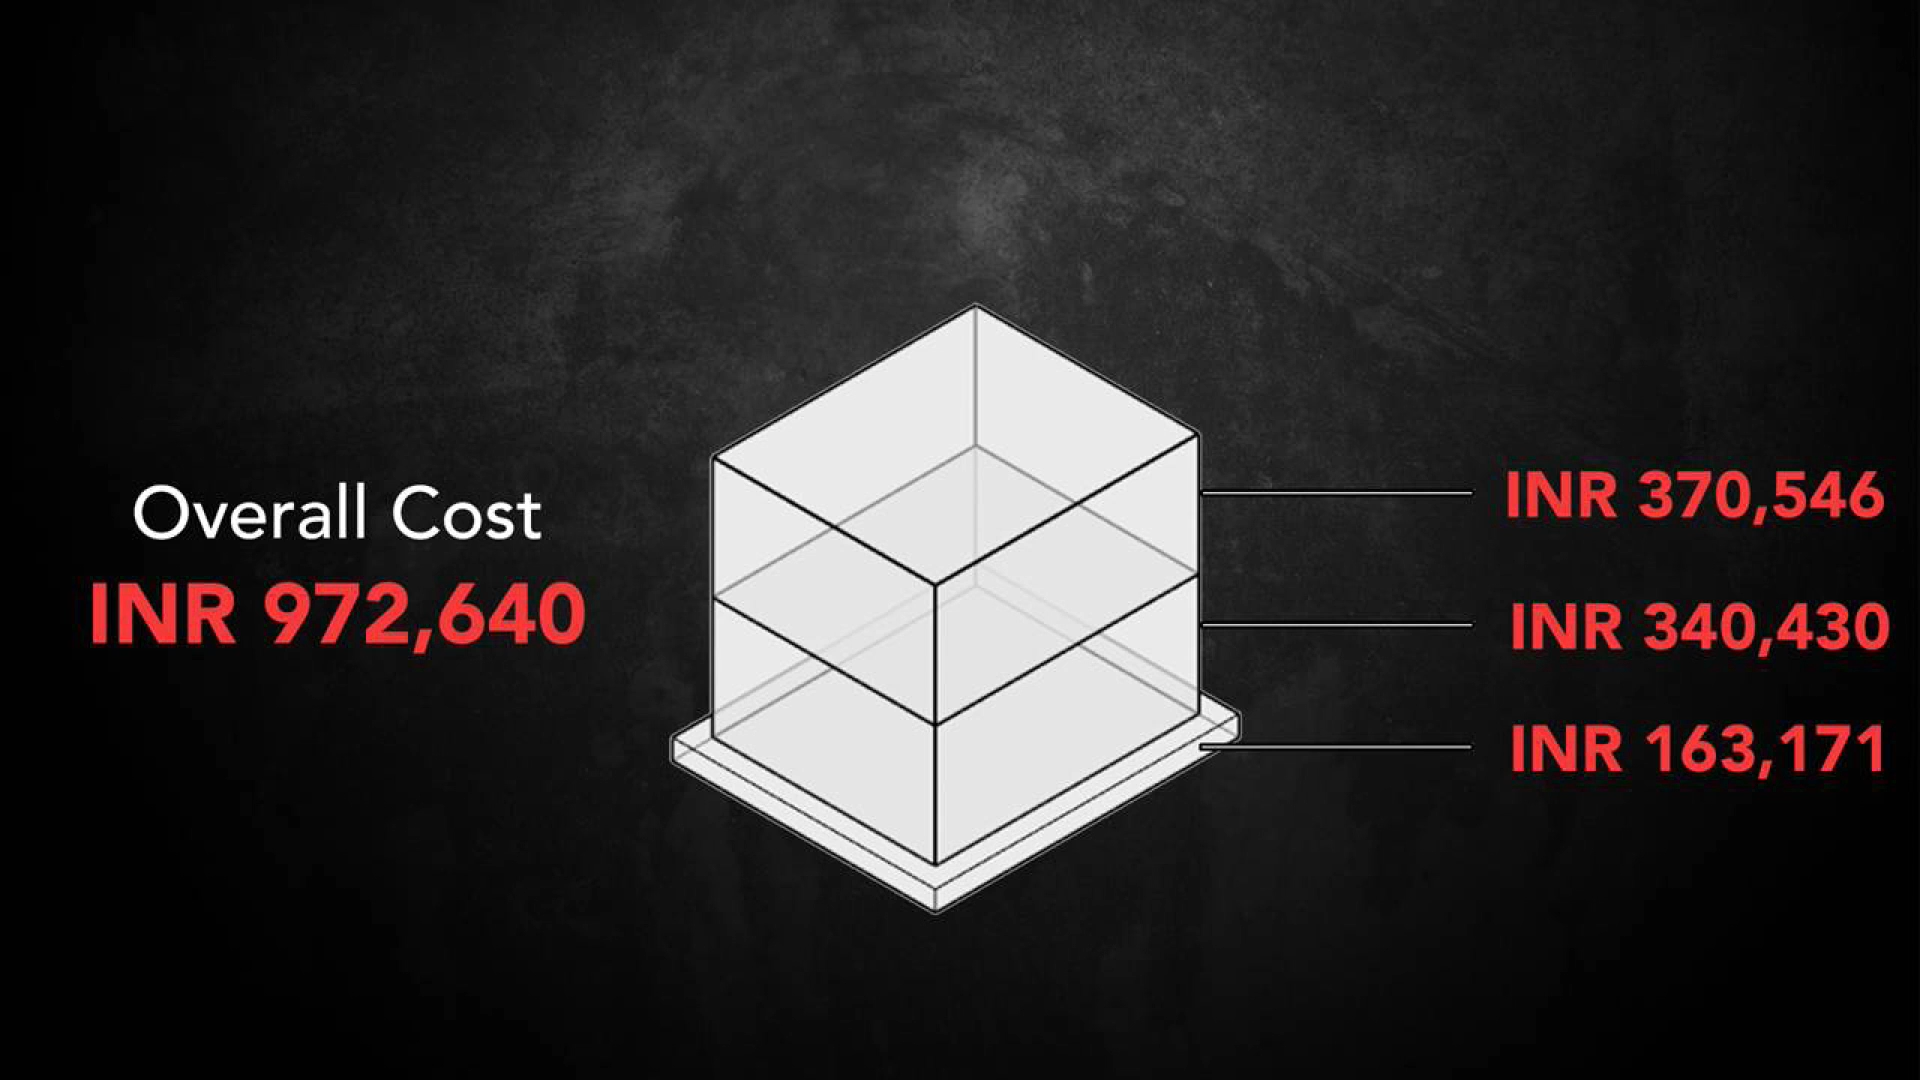 Overall Cost
INR 972,640
INR 370,546
INR 340,430
INR 163,171